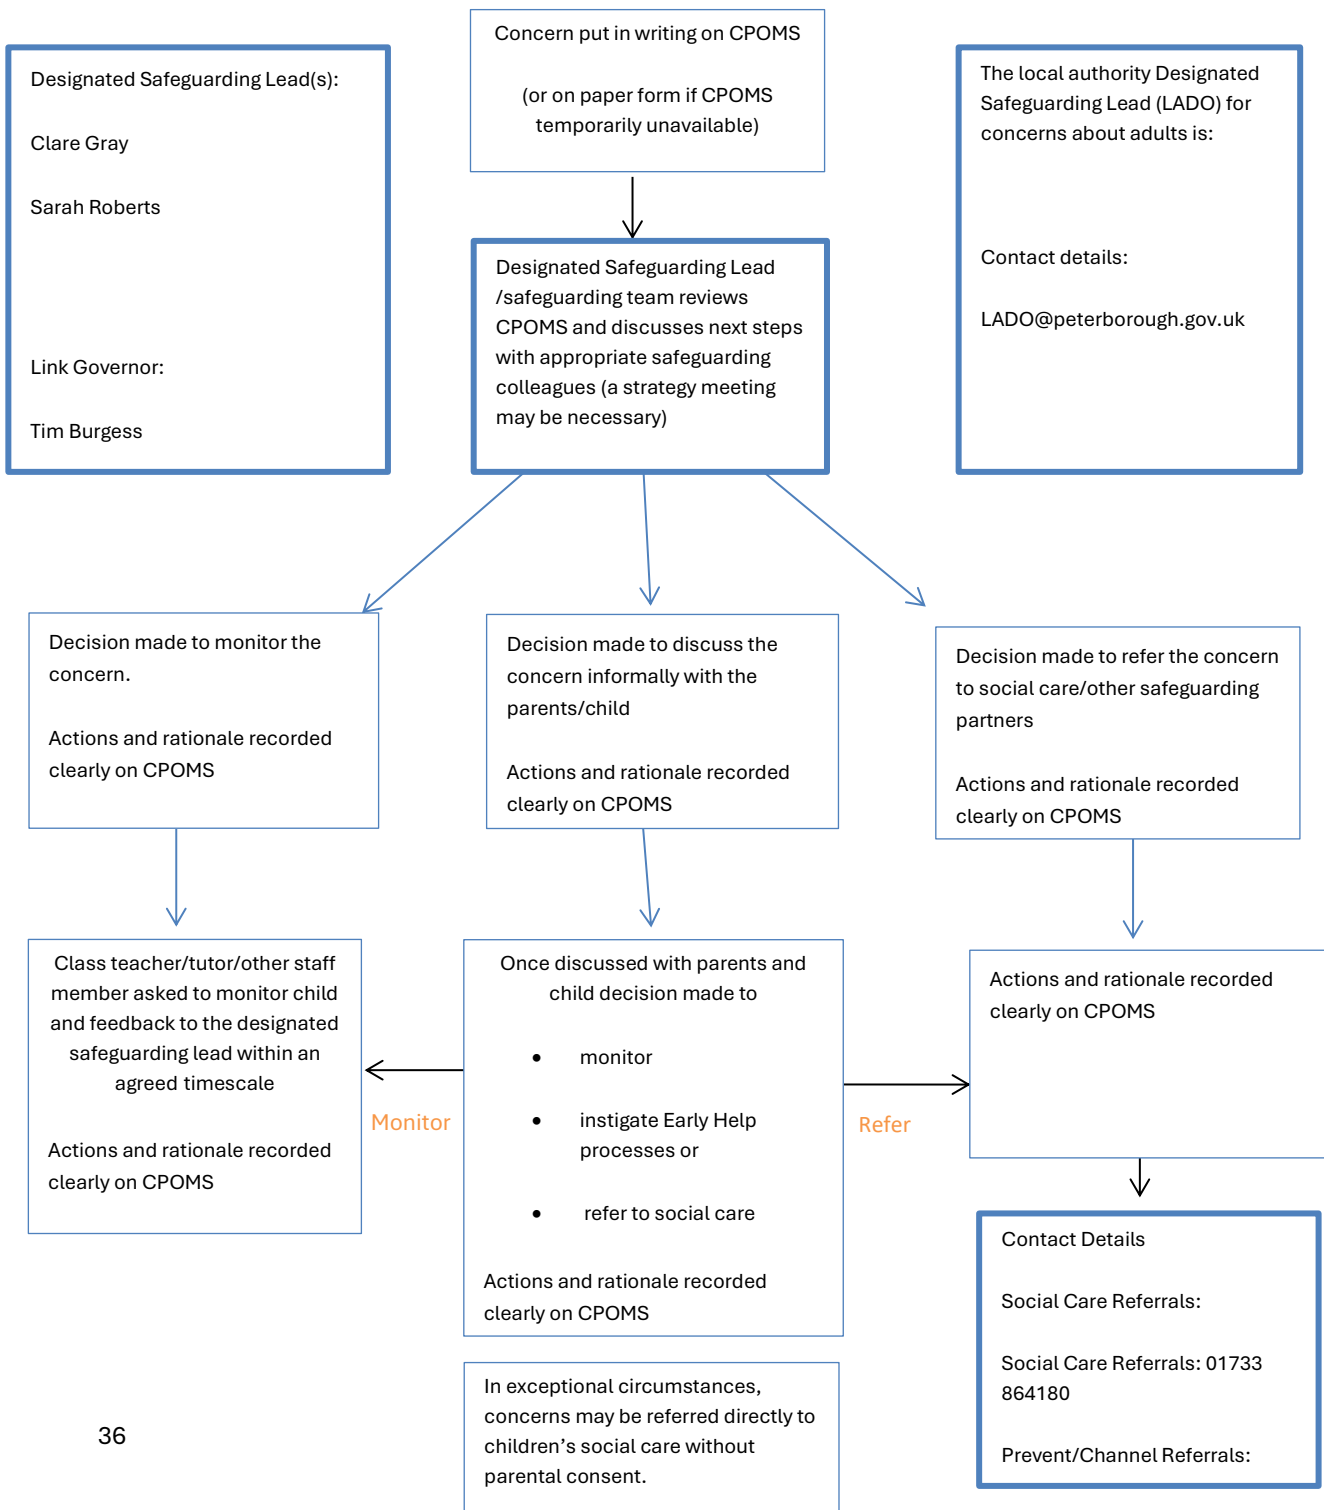 Concern put in writing on CPOMS
(or on paper form if CPOMS
temporarily unavailable)
Designated Safeguarding Lead(s):
Clare Gray
Sarah Roberts
Link Governor:
Tim Burgess
The local authority Designated
Safeguarding Lead (LADO) for
concerns about adults is:
Contact details:
LADO@peterborough.gov.uk
Designated Safeguarding Lead
/safeguarding team reviews
CPOMS and discusses next steps
with appropriate safeguarding
colleagues (a strategy meeting
may be necessary)
Decision made to monitor the
concern.
Actions and rationale recorded
clearly on CPOMS
Decision made to discuss the
concern informally with the
parents/child
Actions and rationale recorded
clearly on CPOMS
Decision made to refer the concern
to social care/other safeguarding
partners
Actions and rationale recorded
clearly on CPOMS
Class teacher/tutor/other staff
member asked to monitor child
and feedback to the designated
safeguarding lead within an
agreed timescale
Actions and rationale recorded
clearly on CPOMS
Monitor
Once discussed with parents and
child decision made to
• monitor
• instigate Early Help
processes or
• refer to social care
Actions and rationale recorded
clearly on CPOMS
Refer
Actions and rationale recorded
clearly on CPOMS
Contact Details
Social Care Referrals:
Social Care Referrals: 01733
864180
Prevent/Channel Referrals:
In exceptional circumstances,
concerns may be referred directly to
children’s social care without
parental consent.
36